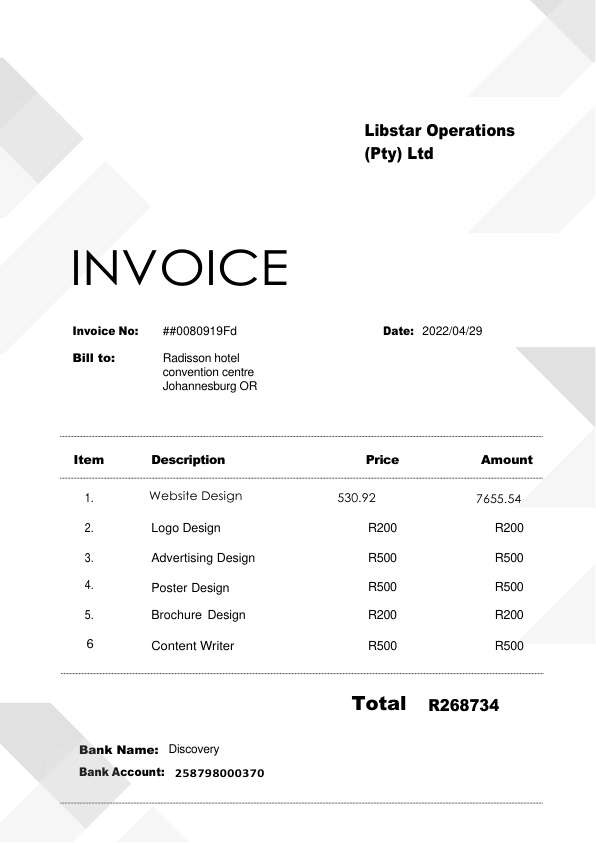 Libstar Operations
(Pty) Ltd
INVOICE
Invoice No: ##0080919Fd Date: 2022/04/29
Bill to: Radisson hotel
convention centre
Johannesburg OR
Item Description Price Amount
1. Website Design 530.92 7655.54
2. Logo Design R200 R200
3. Advertising Design R500 R500
4. Poster Design R500 R500
5. Brochure Design R200 R200
6 Content Writer R500 R500
Total R268734
Bank Name: Discovery
Bank Account: 258798000370